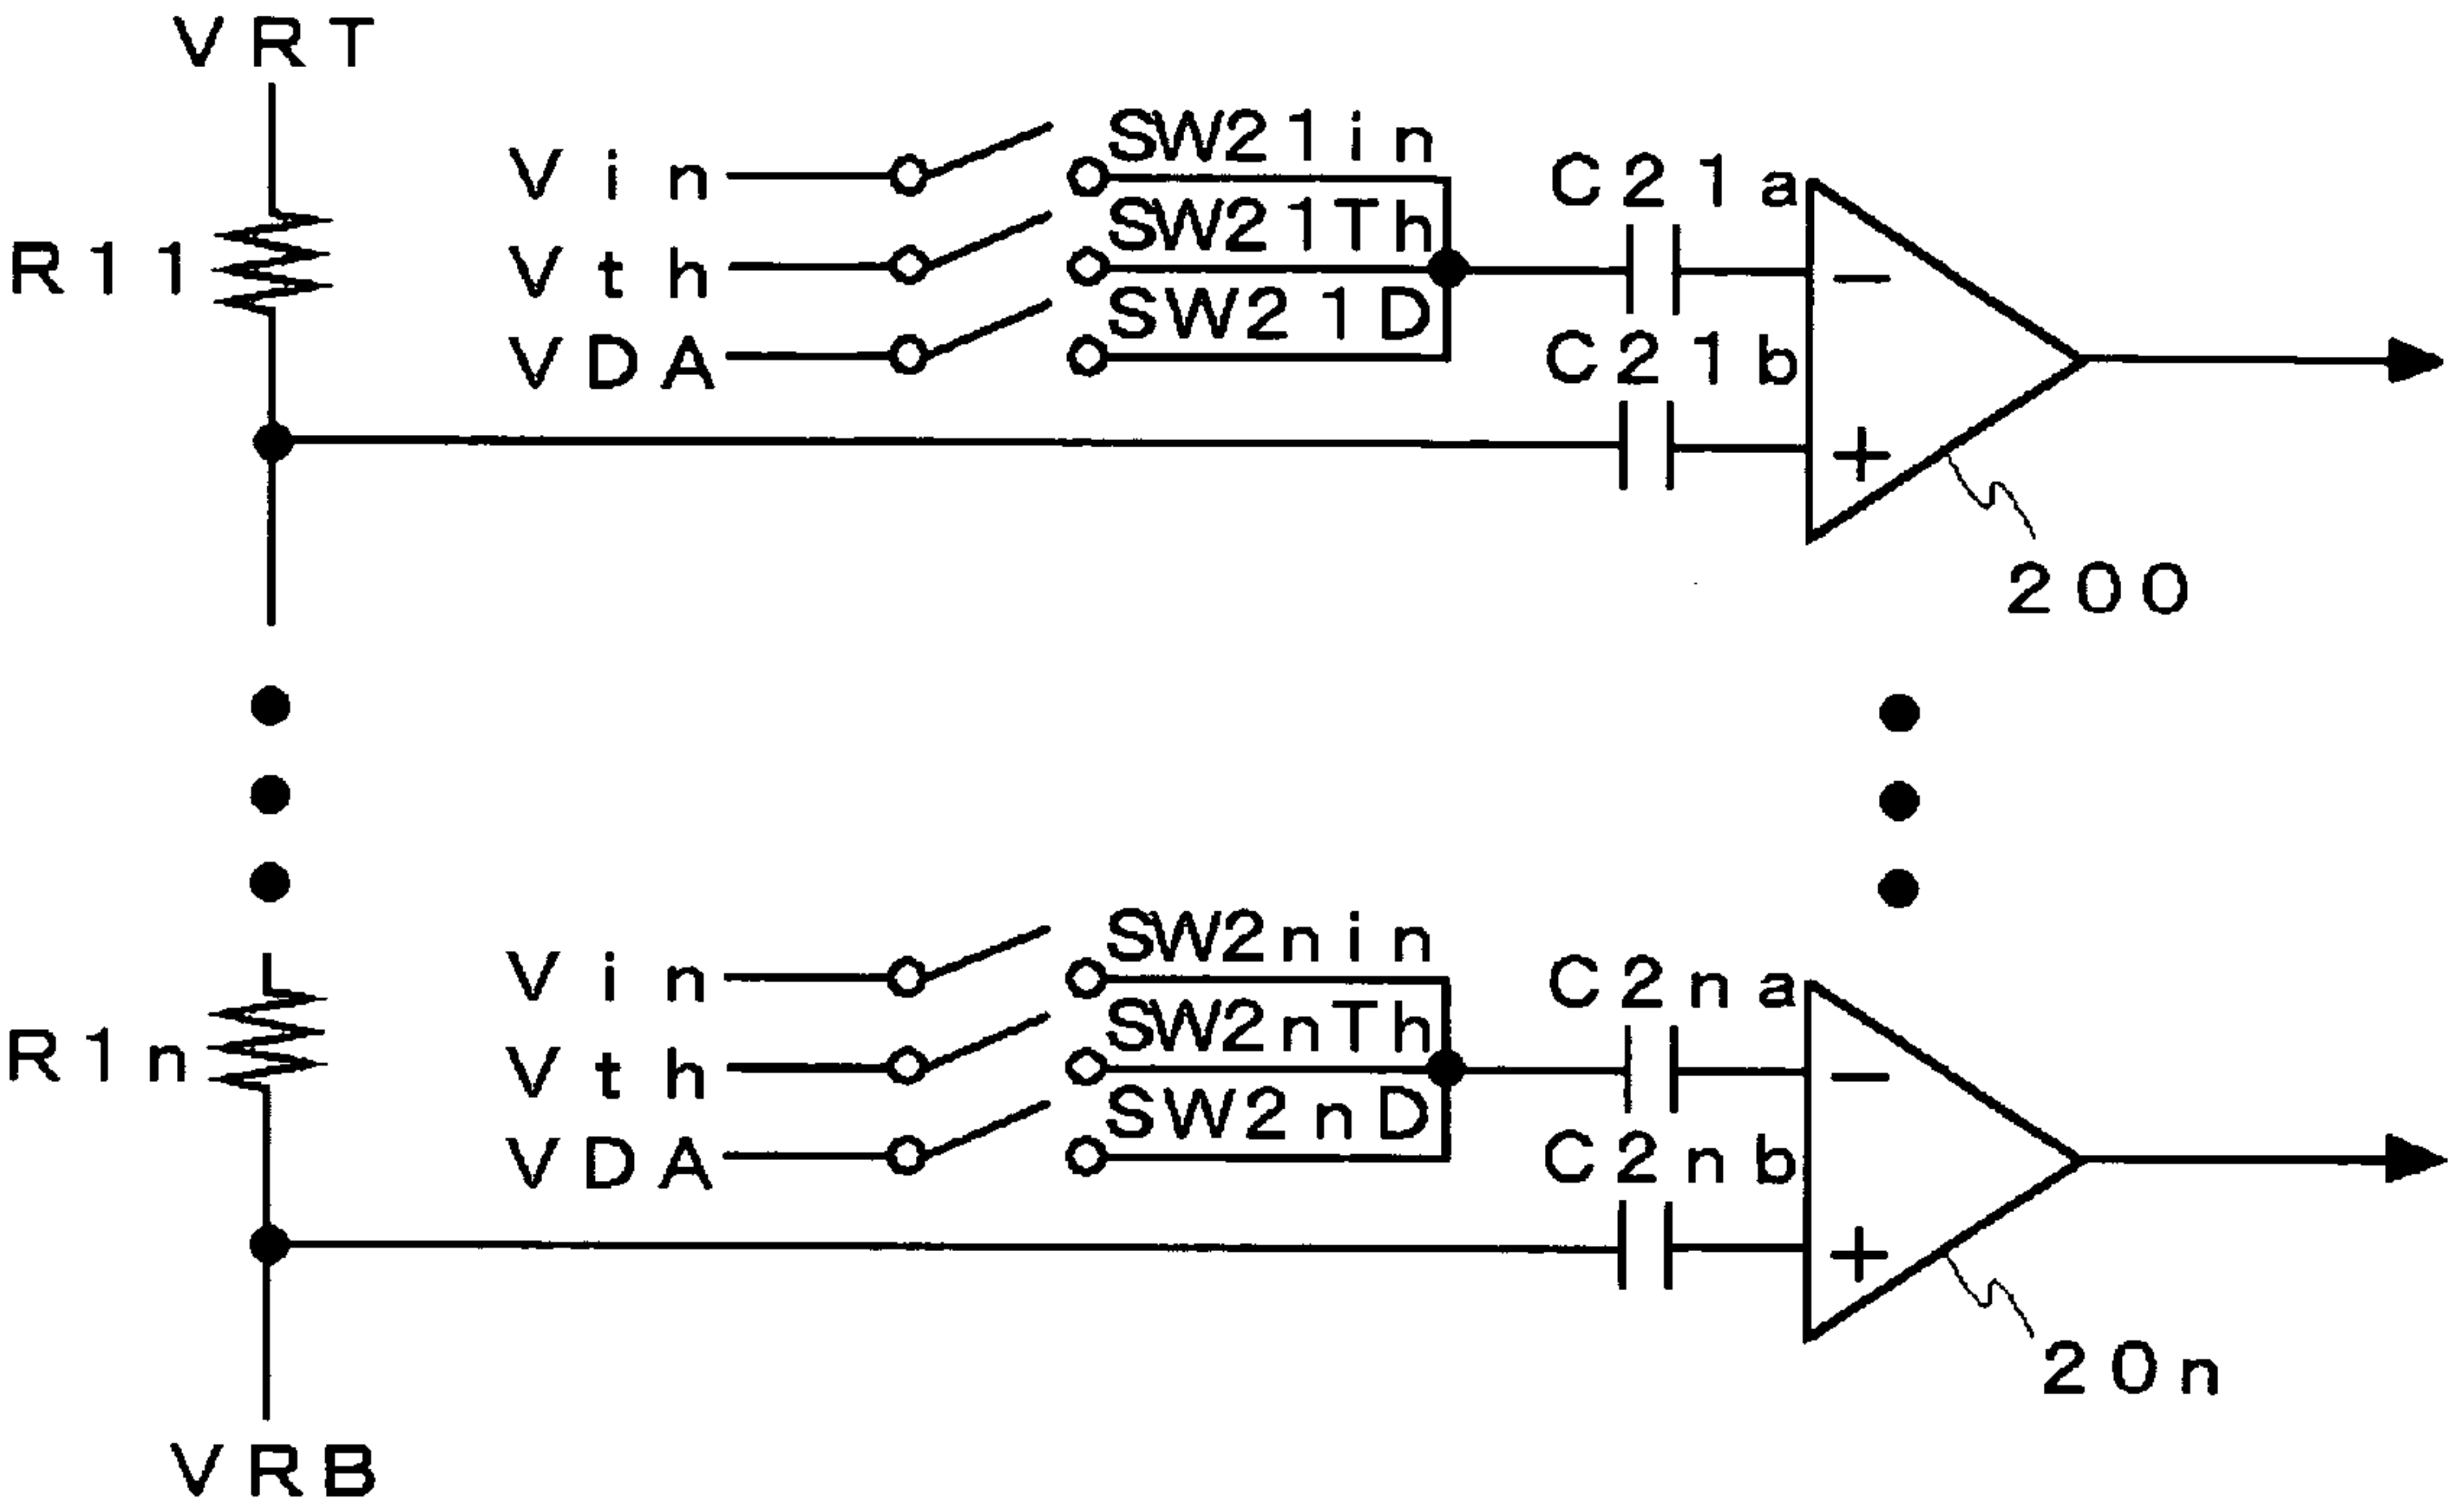 VRT
R11
Vin
SW21in
Vth
SW21Th
VDA
SW21D
C21a
C21b
−
+
200
R1n
Vin
SW2nin
Vth
SW2nTh
VDA
SW2nD
C2na
C2nb
−
+
20n
VRB